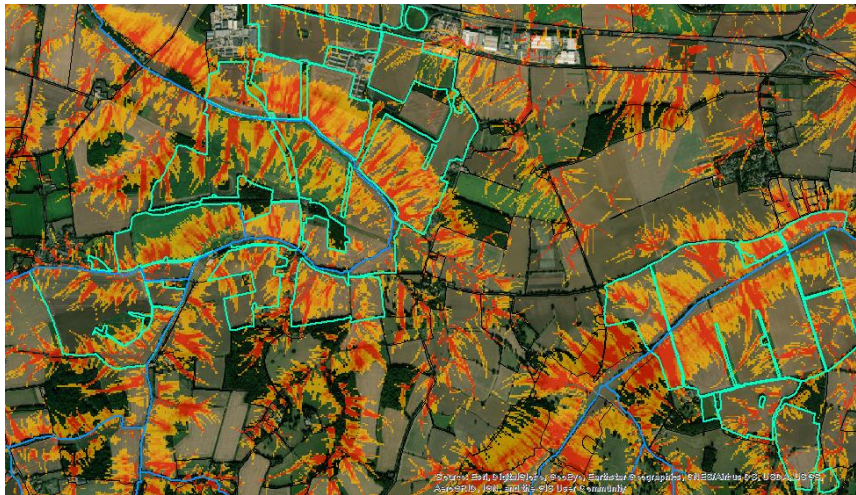 Source: Esri, DigitalGlobe, GeoEye, Earthstar Geographics, CNES/Airbus DS, USDA, USGS,
AeroGRID, IGN, and the GIS User Community